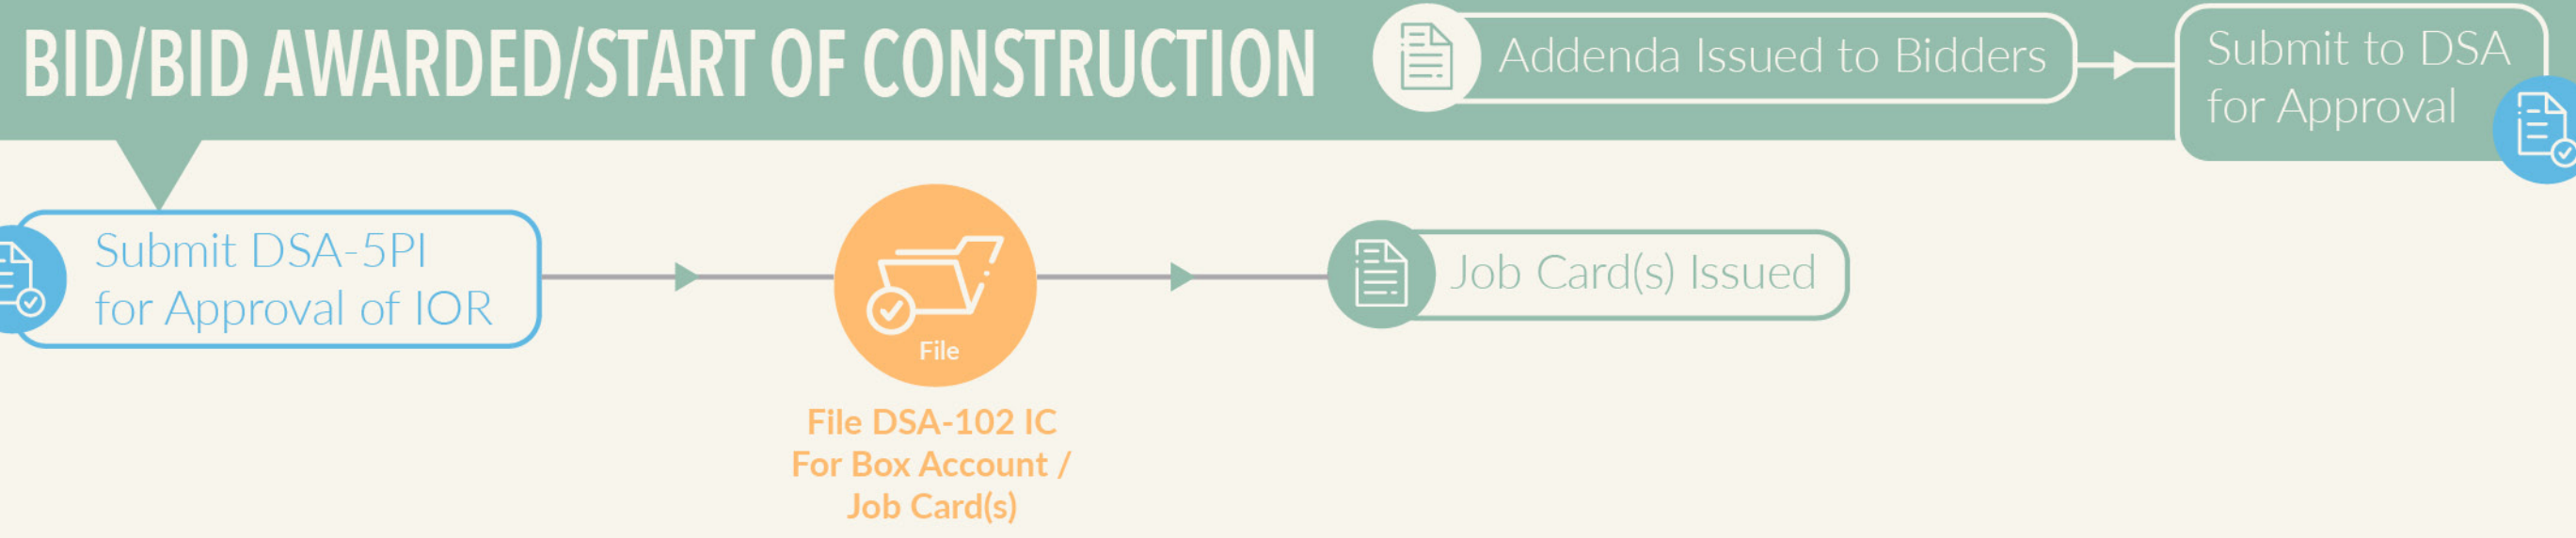 BID/BID AWARDED/START OF CONSTRUCTION
Addenda Issued to Bidders
Submit to DSA
for Approval
Submit DSA-5PI
for Approval of IOR
File
File DSA-102 IC
For Box Account /
Job Card(s)
Job Card(s) Issued